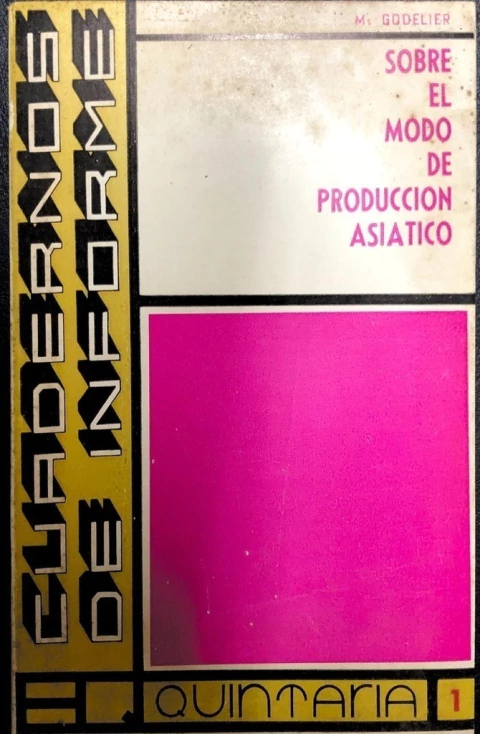 M. GODELIER
SOBRE
EL
MODO
DE
PRODUCCION
ASIATICO
CUADERNOS
DE INFORME
QUINTARIA 1